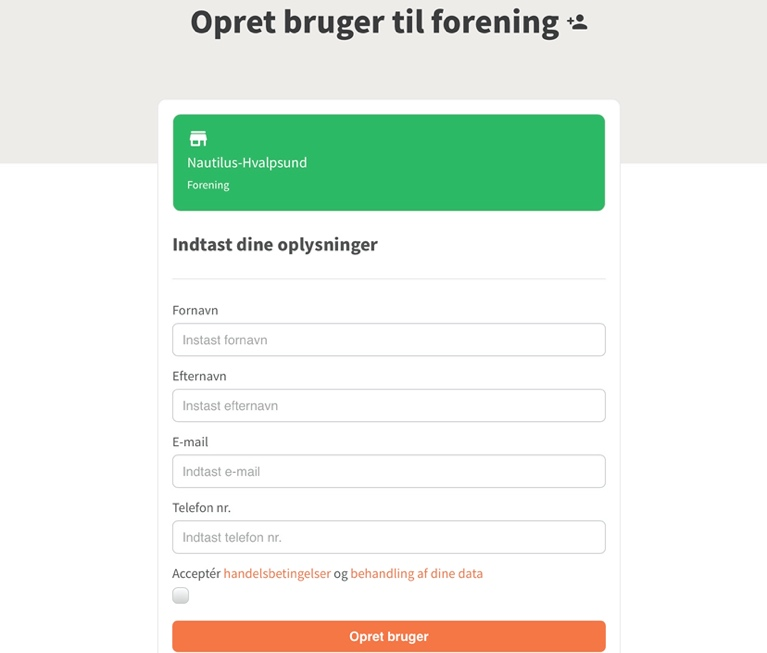 Opret bruger til forening
Nautilus-Hvalpsund
Forening
Indtast dine oplysninger
Fornavn
Instast fornavn
Efternavn
Instast efternavn
E-mail
Indtast e-mail
Telefon nr.
Indtast telefon nr.
Acceptér handelsbetingelser og behandling af dine data
Opret bruger